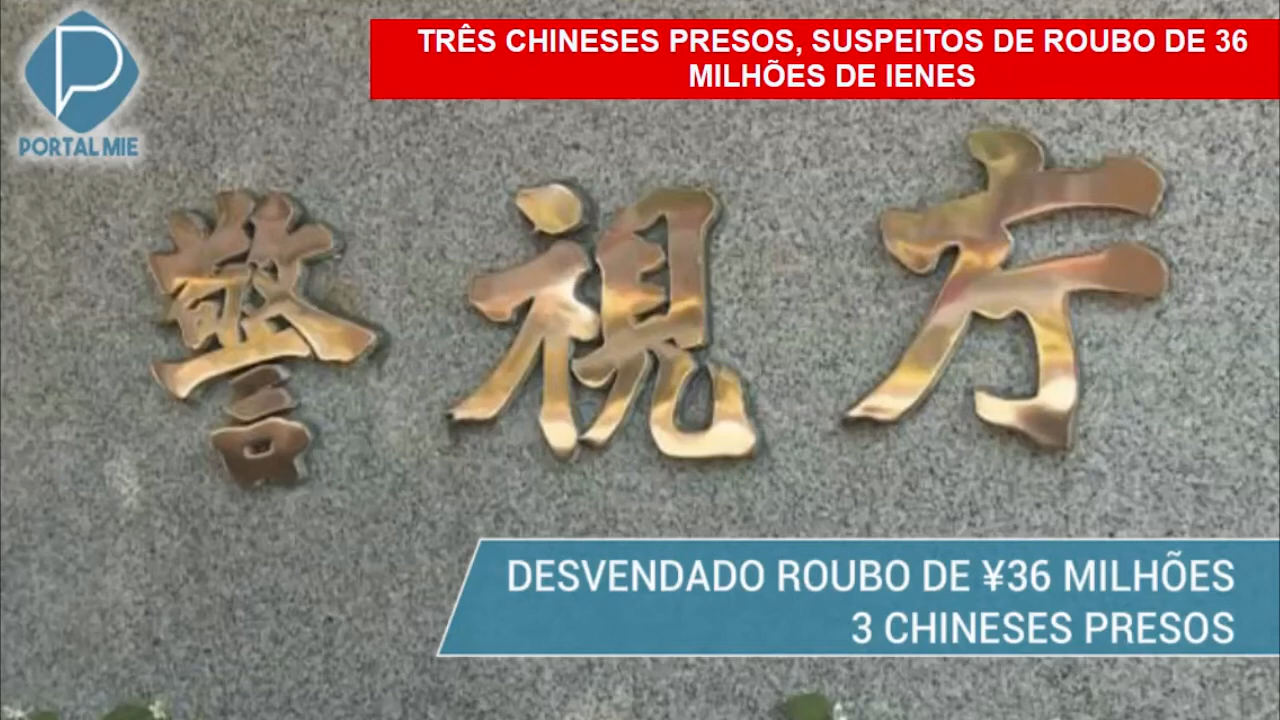 PORTAL MIE
TRÊS CHINESES PRESOS, SUSPEITOS DE ROUBO DE 36
MILHÕES DE IENES
警視庁
DESVENDADO ROUBO DE ¥36 MILHÕES
3 CHINESES PRESOS